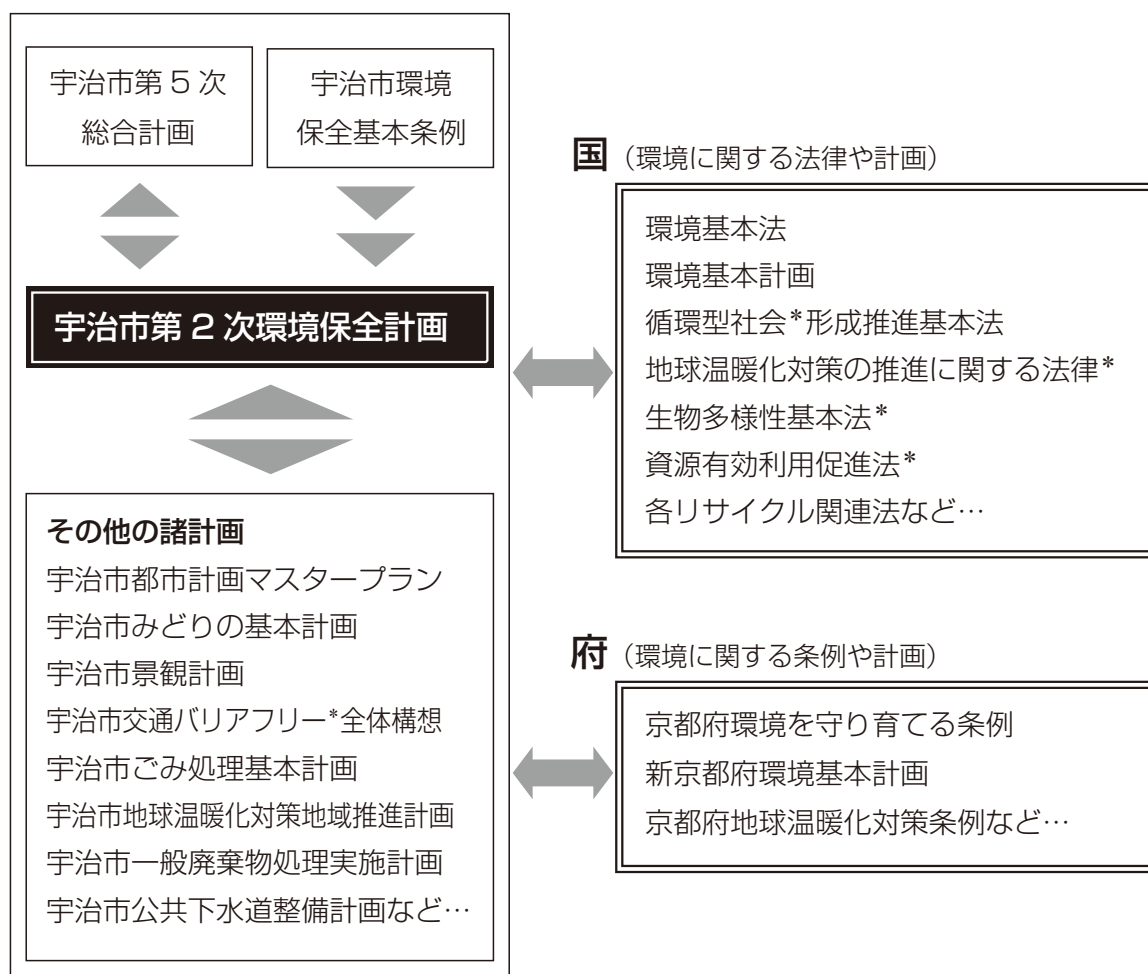 宇治市第5次
総合計画
宇治市環境
保全基本条例
宇治市第2次環境保全計画
その他の諸計画
宇治市都市計画マスタープラン
宇治市みどりの基本計画
宇治市景観計画
宇治市交通バリアフリー*全体構想
宇治市ごみ処理基本計画
宇治市地球温暖化対策地域推進計画
宇治市一般廃棄物処理実施計画
宇治市公共下水道整備計画など…
国（環境に関する法律や計画）
環境基本法
環境基本計画
循環型社会*形成推進基本法
地球温暖化対策の推進に関する法律*
生物多様性基本法*
資源有効利用促進法*
各リサイクル関連法など…
府（環境に関する条例や計画）
京都府環境を守り育てる条例
新京都府環境基本計画
京都府地球温暖化対策条例など…